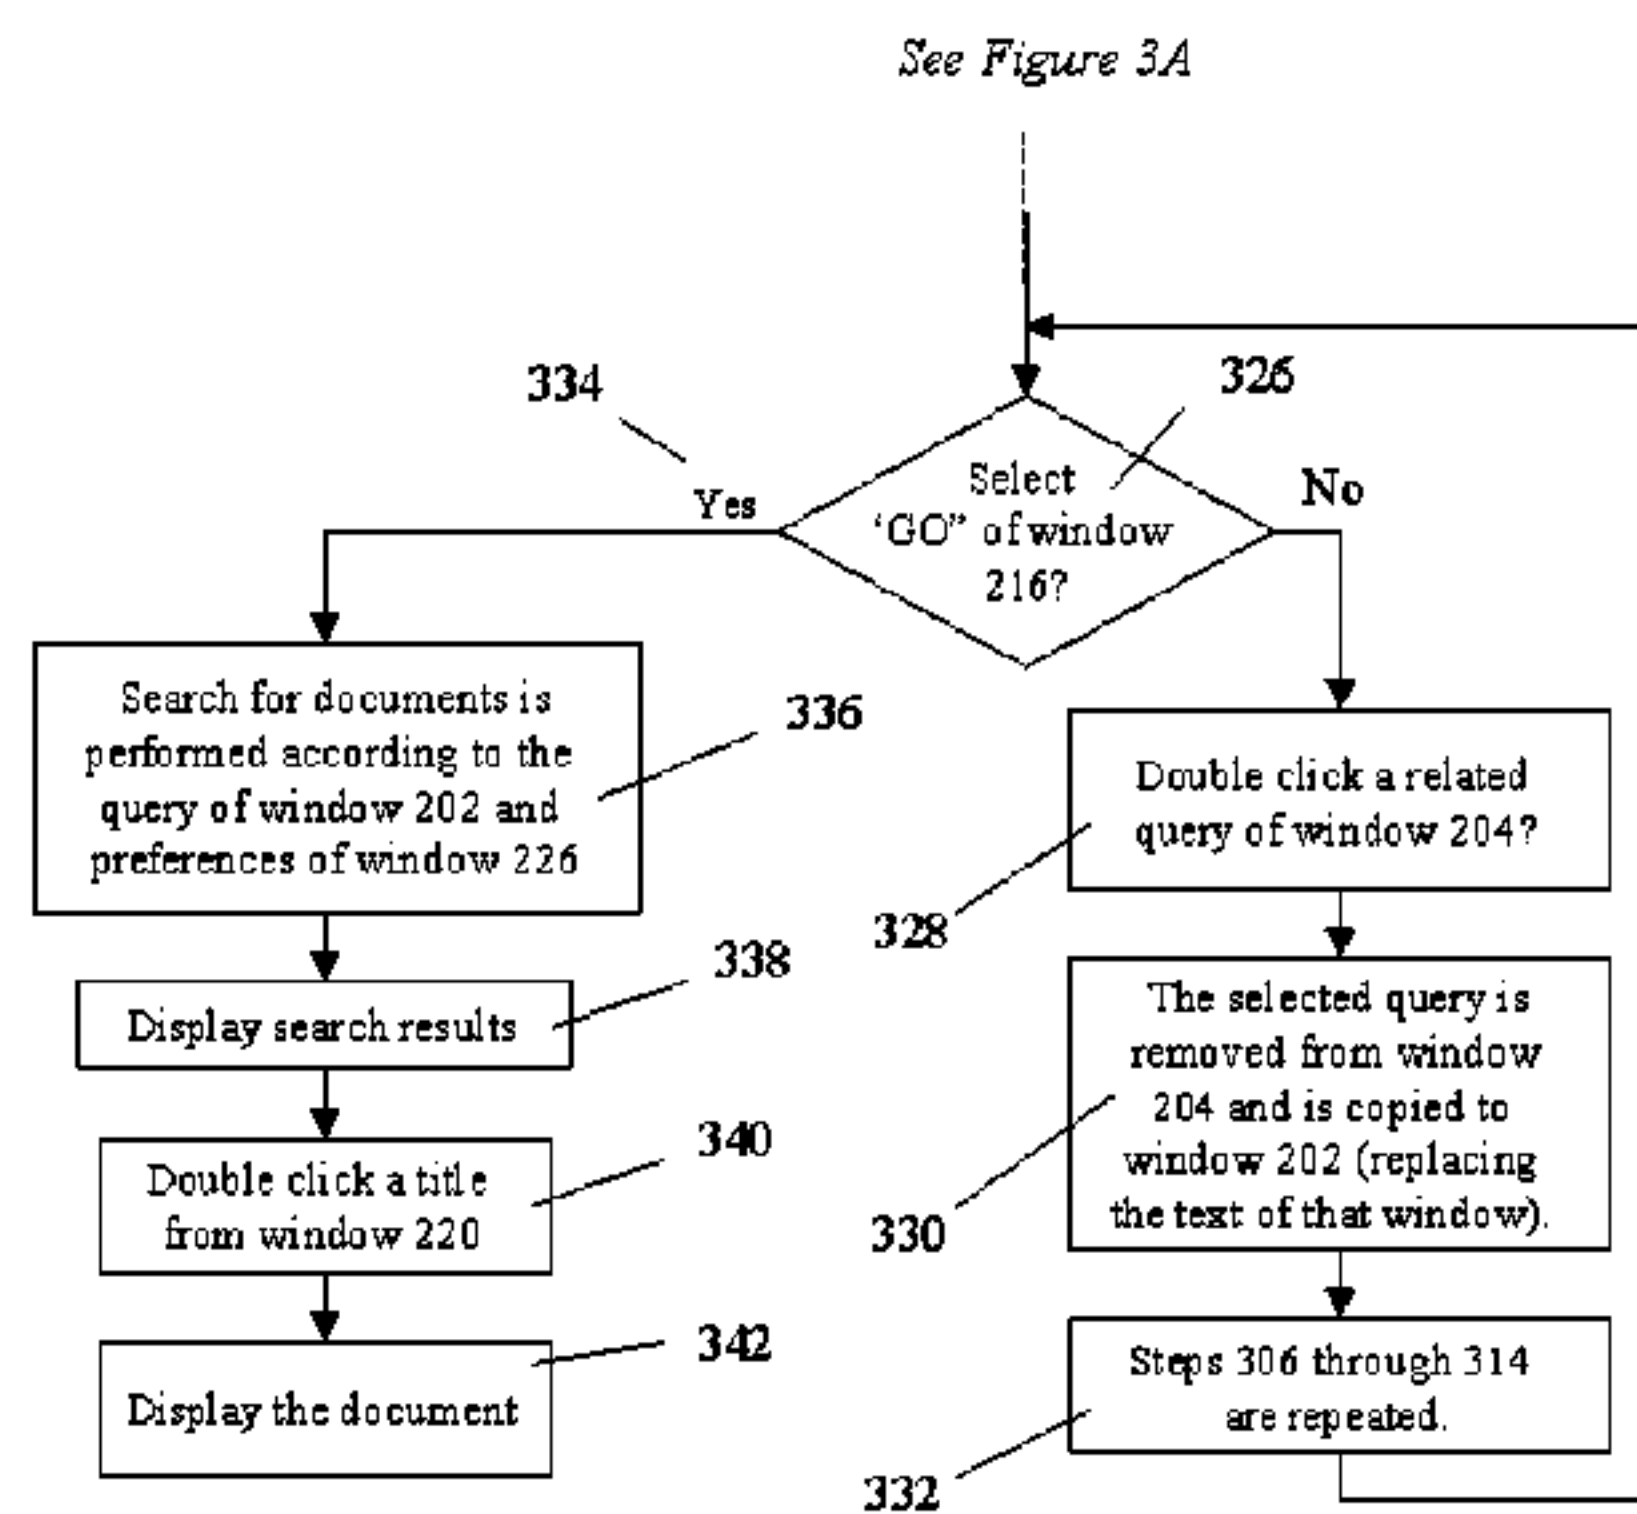 See Figure 3A
334
326
Yes
Select
‘GO” of window
216?
No
Search for documents is
performed according to the
query of window 202 and
preferences of window 226
336
Display search results
338
Double click a title
from window 220
340
Display the document
342
Double click a related
query of window 204?
328
The selected query is
removed from window
204 and is copied to
window 202 (replacing
the text of that window).
330
Steps 306 through 314
are repeated.
332